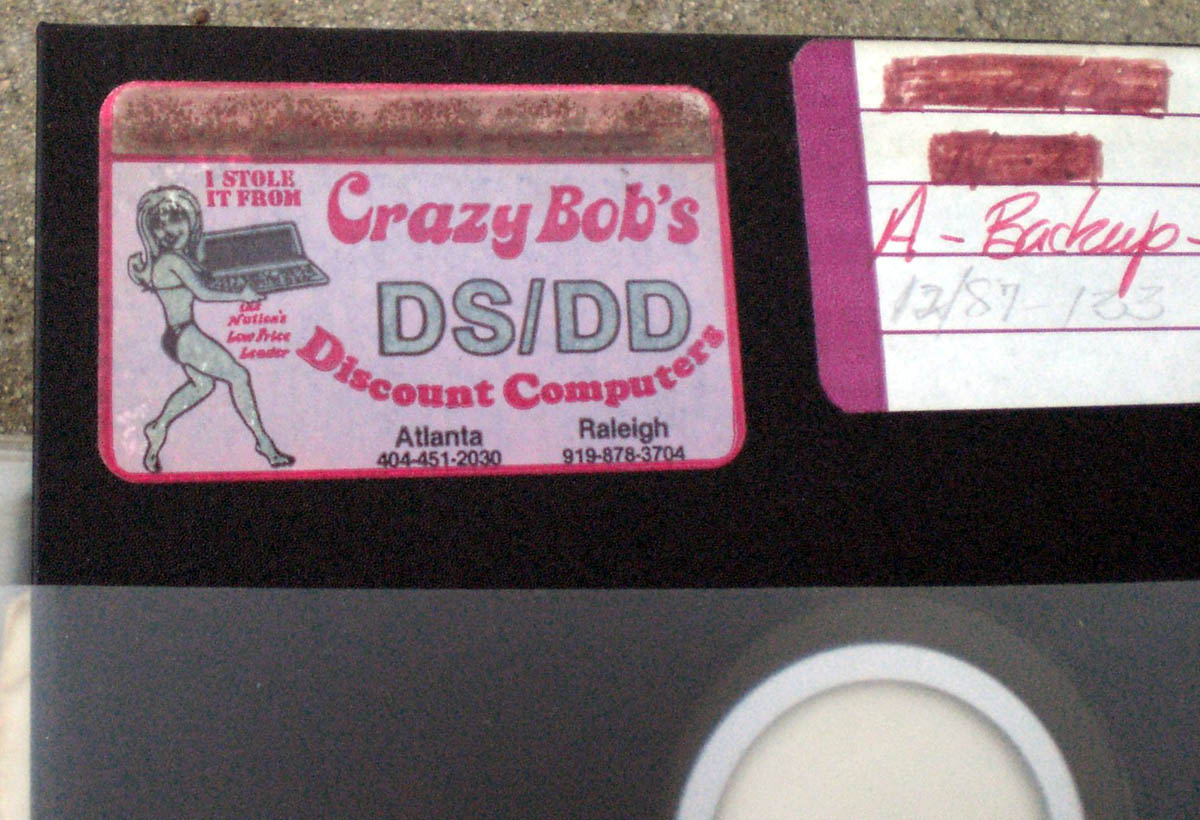 I STOLE
IT FROM
Crazy Bob's
DS/DD
The
Nation's
Low Price
Leader
Discount Computers
Atlanta
404-451-2030
Raleigh
919-878-3704
A - Backup -
12/87 - 133